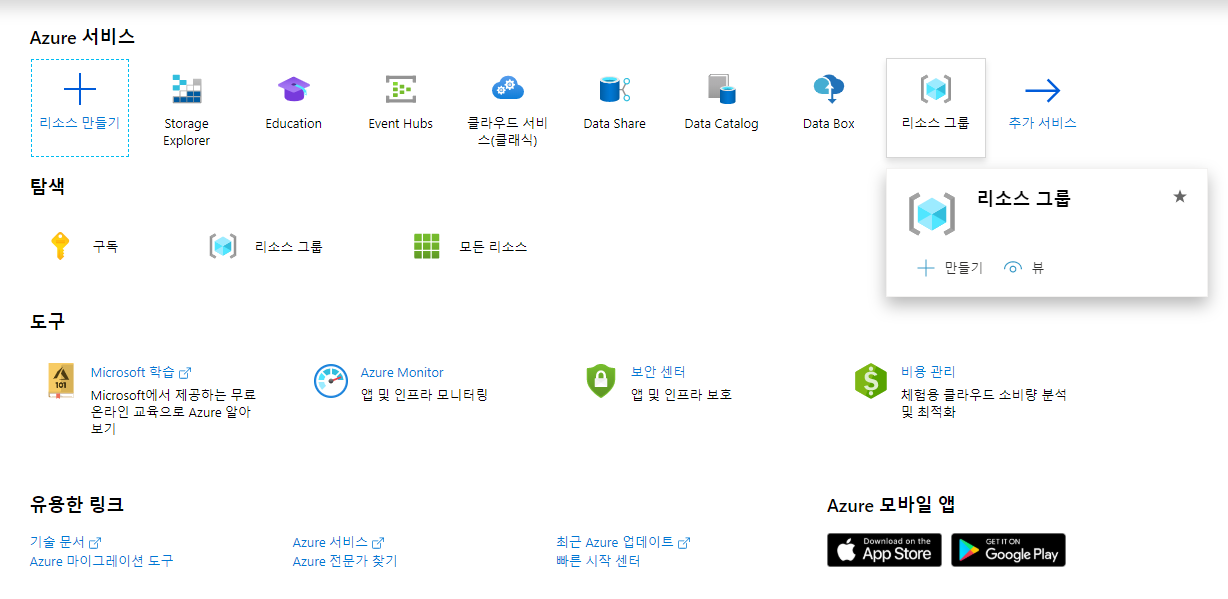 Azure 서비스
리소스 만들기
Storage
Explorer
Education
Event Hubs
클라우드 서비
스(클래식)
Data Share
Data Catalog
Data Box
리소스 그룹
추가 서비스
리소스 그룹
만들기
뷰
탐색
구독
리소스 그룹
모든 리소스
도구
101
Microsoft 학습
Microsoft에서 제공하는 무료
온라인 교육으로 Azure 알아
보기
Azure Monitor
앱 및 인프라 모니터링
보안 센터
앱 및 인프라 보호
비용 관리
체험용 클라우드 소비량 분석
및 최적화
유용한 링크
기술 문서
Azure 서비스
최근 Azure 업데이트
Azure 마이그레이션 도구
Azure 전문가 찾기
빠른 시작 센터
Azure 모바일 앱
Download on the
App Store
GET IT ON
Google Play